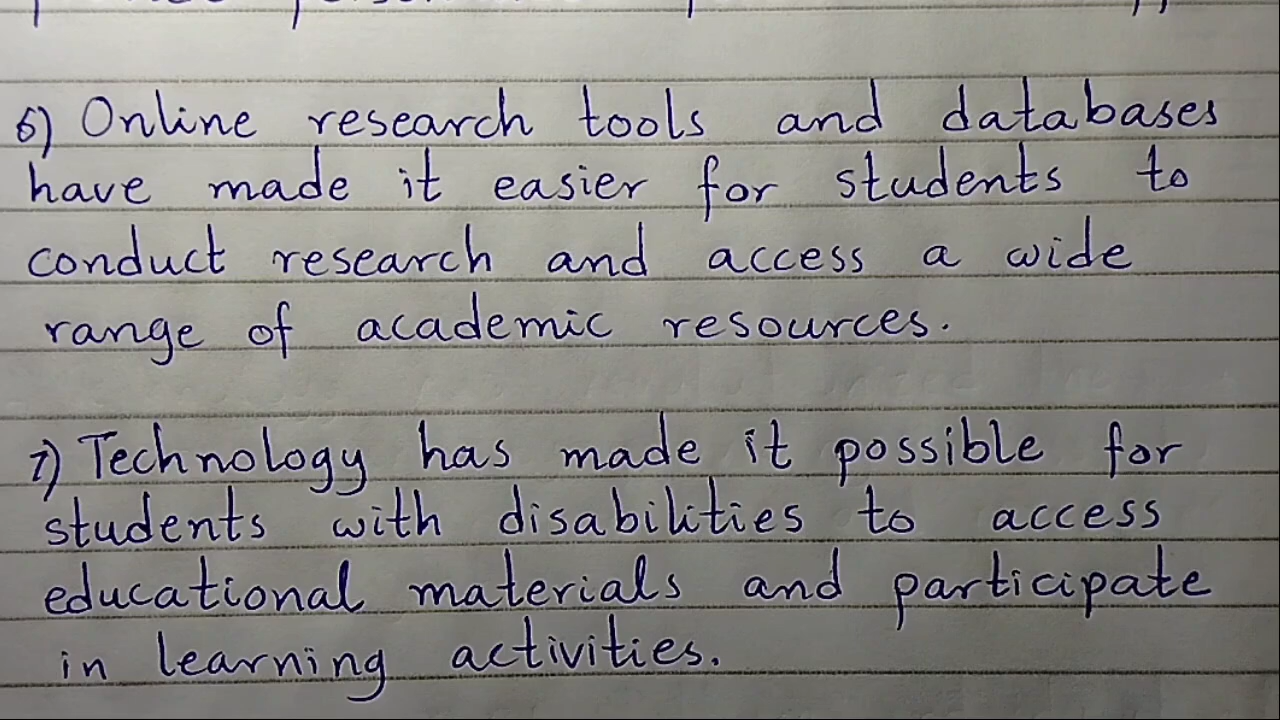 6) Online research tools and databases
have made it easier for students to
conduct research and access a wide
range of academic resources.
7) Technology has made it possible for
students with disabilities to access
educational materials and participate
in learning activities.